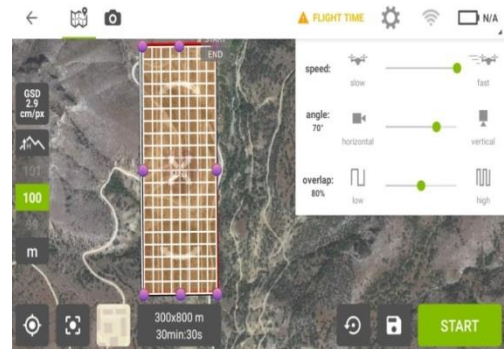 FLIGHT TIME
N/A
START
END
speed:
slow
fast
GSD
2.9
cm/px
angle:
70°
horizontal
vertical
101
100
99
overlap:
80%
low
high
m
300x800 m
30min:30s
START